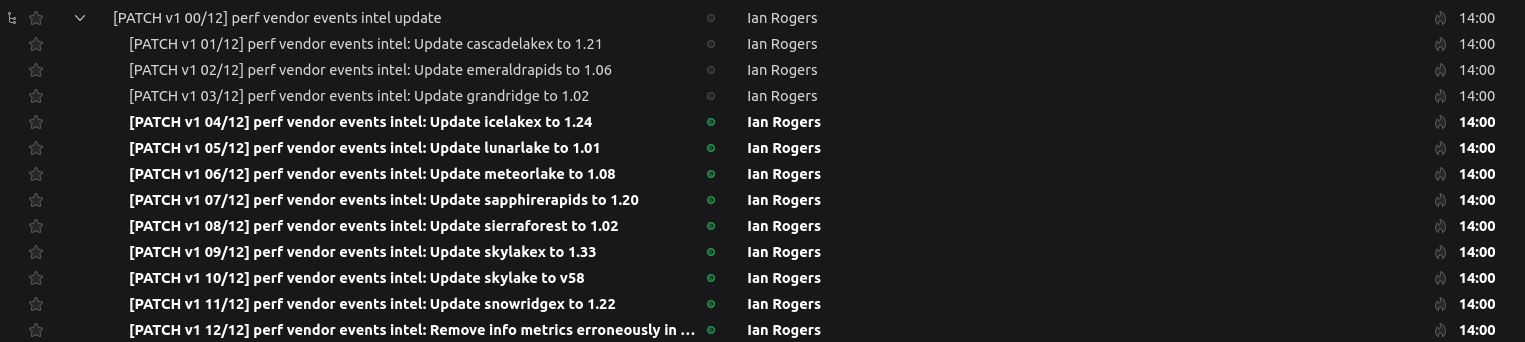 [PATCH v1 00/12] perf vendor events intel update Ian Rogers 14:00
[PATCH v1 01/12] perf vendor events intel: Update cascadelakex to 1.21 Ian Rogers 14:00
[PATCH v1 02/12] perf vendor events intel: Update emeraldrapids to 1.06 Ian Rogers 14:00
[PATCH v1 03/12] perf vendor events intel: Update grandridge to 1.02 Ian Rogers 14:00
[PATCH v1 04/12] perf vendor events intel: Update icelakex to 1.24 Ian Rogers 14:00
[PATCH v1 05/12] perf vendor events intel: Update lunarlake to 1.01 Ian Rogers 14:00
[PATCH v1 06/12] perf vendor events intel: Update meteorlake to 1.08 Ian Rogers 14:00
[PATCH v1 07/12] perf vendor events intel: Update sapphirerapids to 1.20 Ian Rogers 14:00
[PATCH v1 08/12] perf vendor events intel: Update sierraforest to 1.02 Ian Rogers 14:00
[PATCH v1 09/12] perf vendor events intel: Update skylakex to 1.33 Ian Rogers 14:00
[PATCH v1 10/12] perf vendor events intel: Update skylake to v58 Ian Rogers 14:00
[PATCH v1 11/12] perf vendor events intel: Update snowridgex to 1.22 Ian Rogers 14:00
[PATCH v1 12/12] perf vendor events intel: Remove info metrics erroneously in ... Ian Rogers 14:00